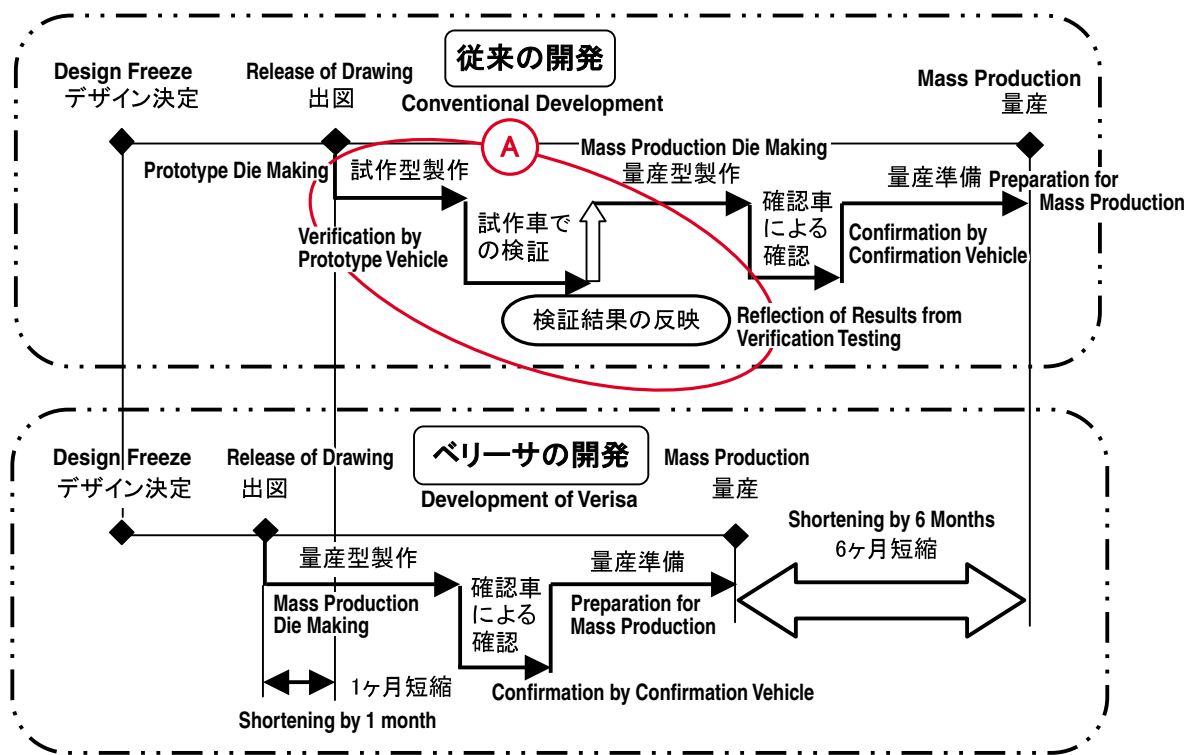 従来の開発
Conventional Development
Design Freeze
デザイン決定
Release of Drawing
出図
Mass Production
量産
A
Prototype Die Making
試作型製作
Mass Production Die Making
量産型製作
量産準備
Preparation for
Mass Production
Verification by
Prototype Vehicle
試作車で
の検証
確認車
による
確認
Confirmation by
Confirmation Vehicle
検証結果の反映
Reflection of Results from
Verification Testing
ベリーサの開発
Development of Verisa
Design Freeze
デザイン決定
Release of Drawing
出図
Mass Production
量産
Shortening by 6 Months
6ヶ月短縮
量産型製作
Mass Production
Die Making
確認車
による
確認
量産準備
Preparation for
Mass Production
1ヶ月短縮
Shortening by 1 month
Confirmation by Confirmation Vehicle